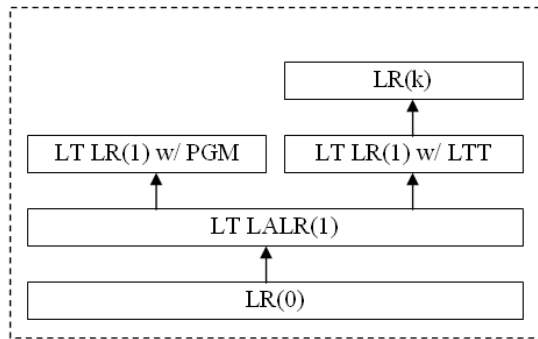 LR(k)
LT LR(1) w/ PGM
LT LR(1) w/ LTT
LT LALR(1)
LR(0)